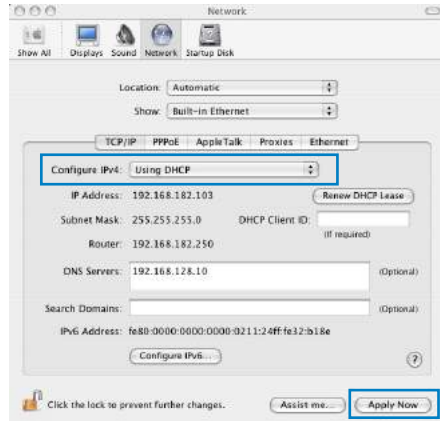 Network
Show All Displays Sound Network Startup Disk
Location: Automatic
Show: Built-in Ethernet
TCP/IP PPPoE AppleTalk Proxies Ethernet
Configure IPv4: Using DHCP
IP Address: 192.168.182.103 Renew DHCP Lease
Subnet Mask: 255.255.255.0 DHCP Client ID:
(If required)
Router: 192.168.182.250
DNS Servers: 192.168.128.10 (Optional)
Search Domains: (Optional)
IPv6 Address: fe80:0000:0000:0000:0211:24ff:fe32:b18e
Configure IPv6... ?
Click the lock to prevent further changes. Assist me... Apply Now